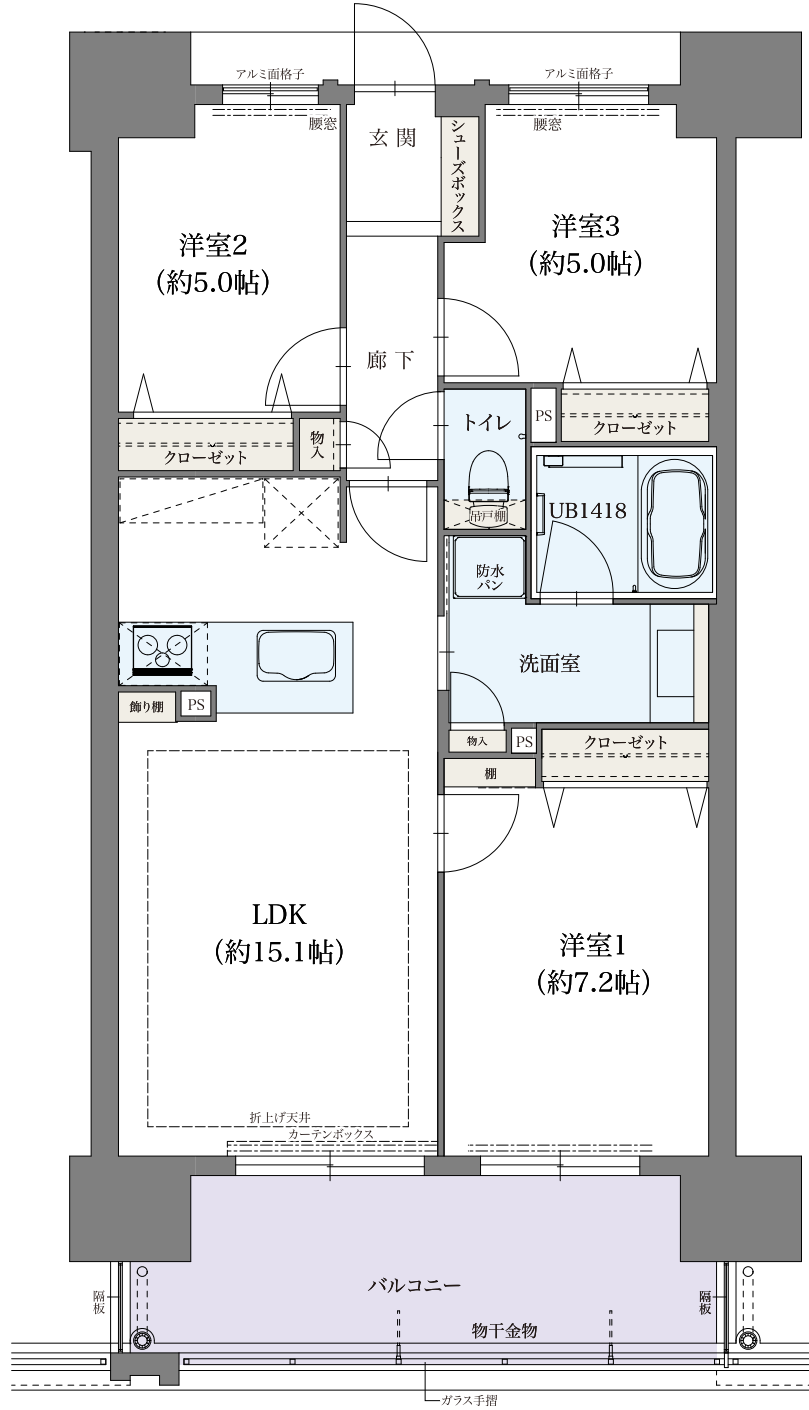 アルミ面格子
アルミ面格子
腰窓
玄関
シューズボックス
腰窓
洋室2
(約5.0帖)
洋室3
(約5.0帖)
廊下
クローゼット
物入
トイレ
PS
クローゼット
吊戸棚
UB1418
防水
パン
洗面室
飾り棚
PS
物入
PS
クローゼット
棚
LDK
(約15.1帖)
洋室1
(約7.2帖)
折上げ天井
カーテンボックス
バルコニー
隔板
隔板
物干金物
ガラス手摺